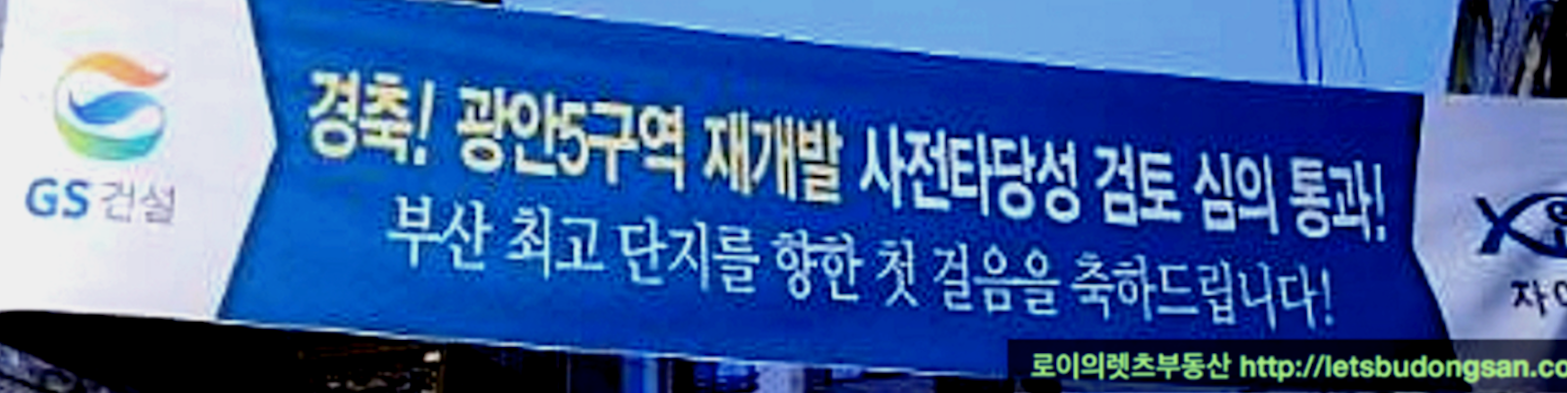 GS건설
경축! 광안5구역 재개발 사전타당성 검토 심의 통과!
부산 최고 단지를 향한 첫 걸음을 축하드립니다!
자이
로이의렛츠부동산 http://letsbudongsan.co